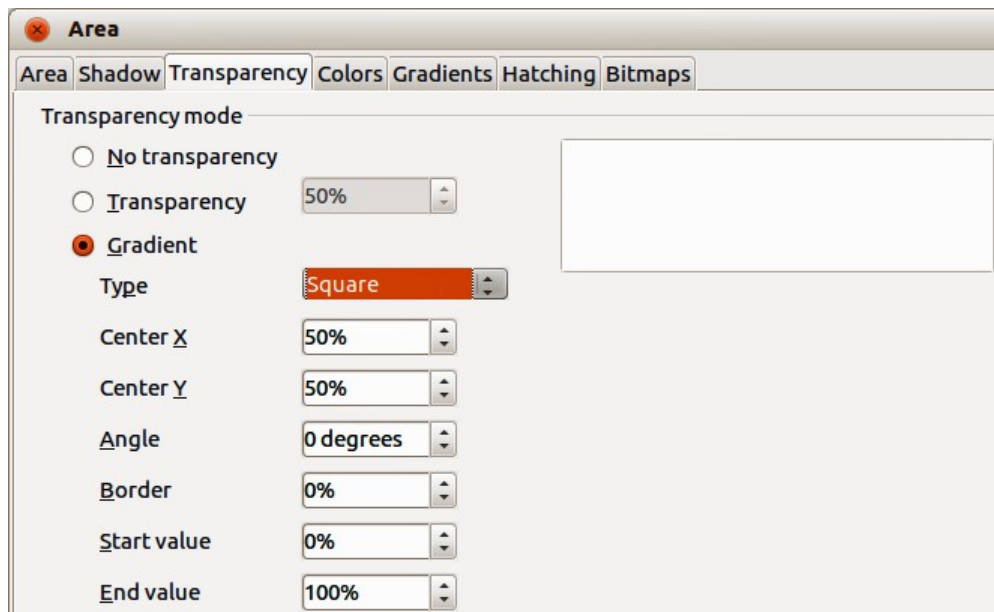 Area
Area Shadow Transparency Colors Gradients Hatching Bitmaps
Transparency mode
No transparency
Transparency 50%
Gradient
Type Square
Center X 50%
Center Y 50%
Angle 0 degrees
Border 0%
Start value 0%
End value 100%